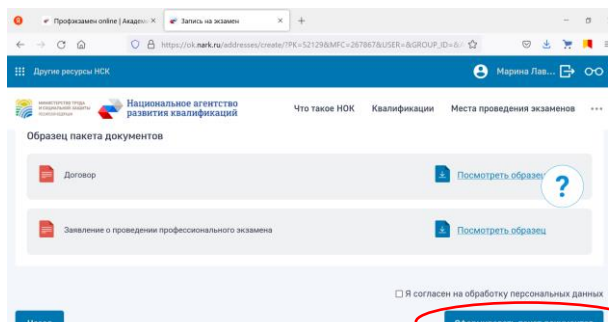 Профэкзамен online | Академ
Запись на экзамен
https://ok.nark.ru/addresses/create/?PK=52129&MFC=267867&USER=&GROUP_ID=&
Другие ресурсы НСК
Марина Лав...
Национальное агентство
развития квалификаций
Что такое НОК Квалификации Места проведения экзаменов ...
Образец пакета документов
Договор
Посмотреть образец
?
Заявление о проведении профессионального экзамена
Посмотреть образец
Я согласен на обработку персональных данных